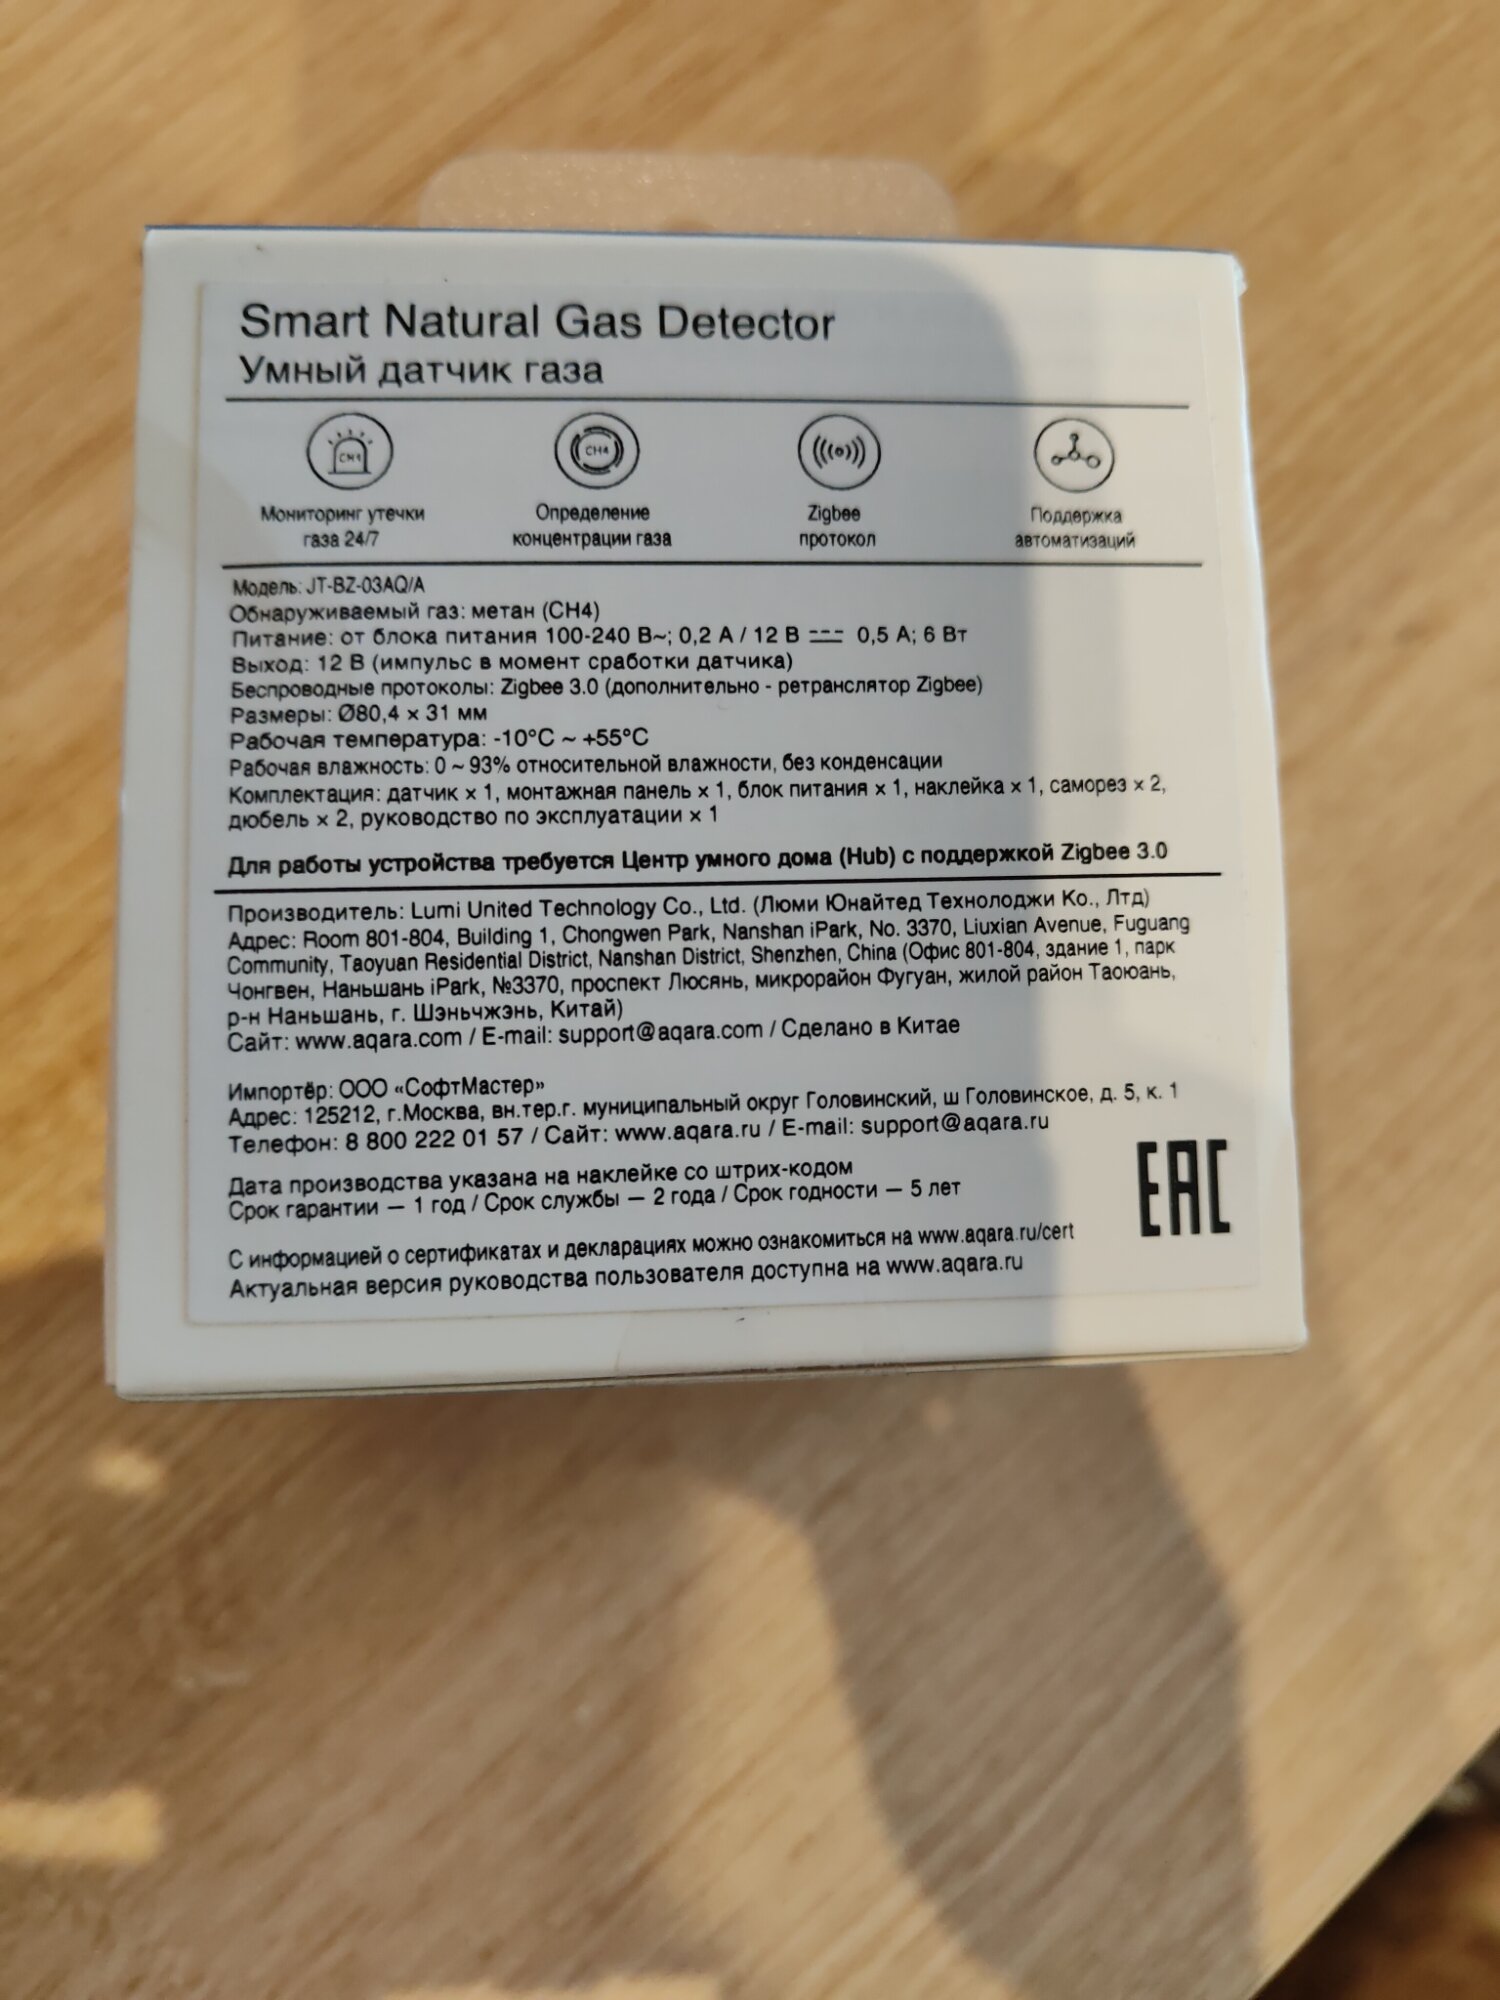 Smart Natural Gas Detector
Умный датчик газа
CH4
CH4
Мониторинг утечки
газа 24/7
Определение
концентрации газа
Zigbee
протокол
Поддержка
автоматизаций
Модель: JT-BZ-03AQ/A
Обнаруживаемый газ: метан (CH4)
Питание: от блока питания 100-240 В~; 0,2 А / 12 В ⎓ 0,5 А; 6 Вт
Выход: 12 В (импульс в момент сработки датчика)
Беспроводные протоколы: Zigbee 3.0 (дополнительно - ретранслятор Zigbee)
Размеры: Ø80,4 × 31 мм
Рабочая температура: -10°C ~ +55°C
Рабочая влажность: 0 ~ 93% относительной влажности, без конденсации
Комплектация: датчик × 1, монтажная панель × 1, блок питания × 1, наклейка × 1, саморез × 2,
дюбель × 2, руководство по эксплуатации × 1
Для работы устройства требуется Центр умного дома (Hub) с поддержкой Zigbee 3.0
Производитель: Lumi United Technology Co., Ltd. (Люми Юнайтед Технолоджи Ко., Лтд)
Адрес: Room 801-804, Building 1, Chongwen Park, Nanshan iPark, No. 3370, Liuxian Avenue, Fuguang
Community, Taoyuan Residential District, Nanshan District, Shenzhen, China (Офис 801-804, здание 1, парк
Чонгвен, Наньшань iPark, №3370, проспект Люсянь, микрорайон Фугуан, жилой район Таоюань,
р-н Наньшань, г. Шэньчжэнь, Китай)
Сайт: www.aqara.com / E-mail: support@aqara.com / Сделано в Китае
Импортёр: ООО «СофтМастер»
Адрес: 125212, г.Москва, вн.тер.г. муниципальный округ Головинский, ш Головинское, д. 5, к. 1
Телефон: 8 800 222 01 57 / Сайт: www.aqara.ru / E-mail: support@aqara.ru
Дата производства указана на наклейке со штрих-кодом
Срок гарантии — 1 год / Срок службы — 2 года / Срок годности — 5 лет
EAC
С информацией о сертификатах и декларациях можно ознакомиться на www.aqara.ru/cert
Актуальная версия руководства пользователя доступна на www.aqara.ru